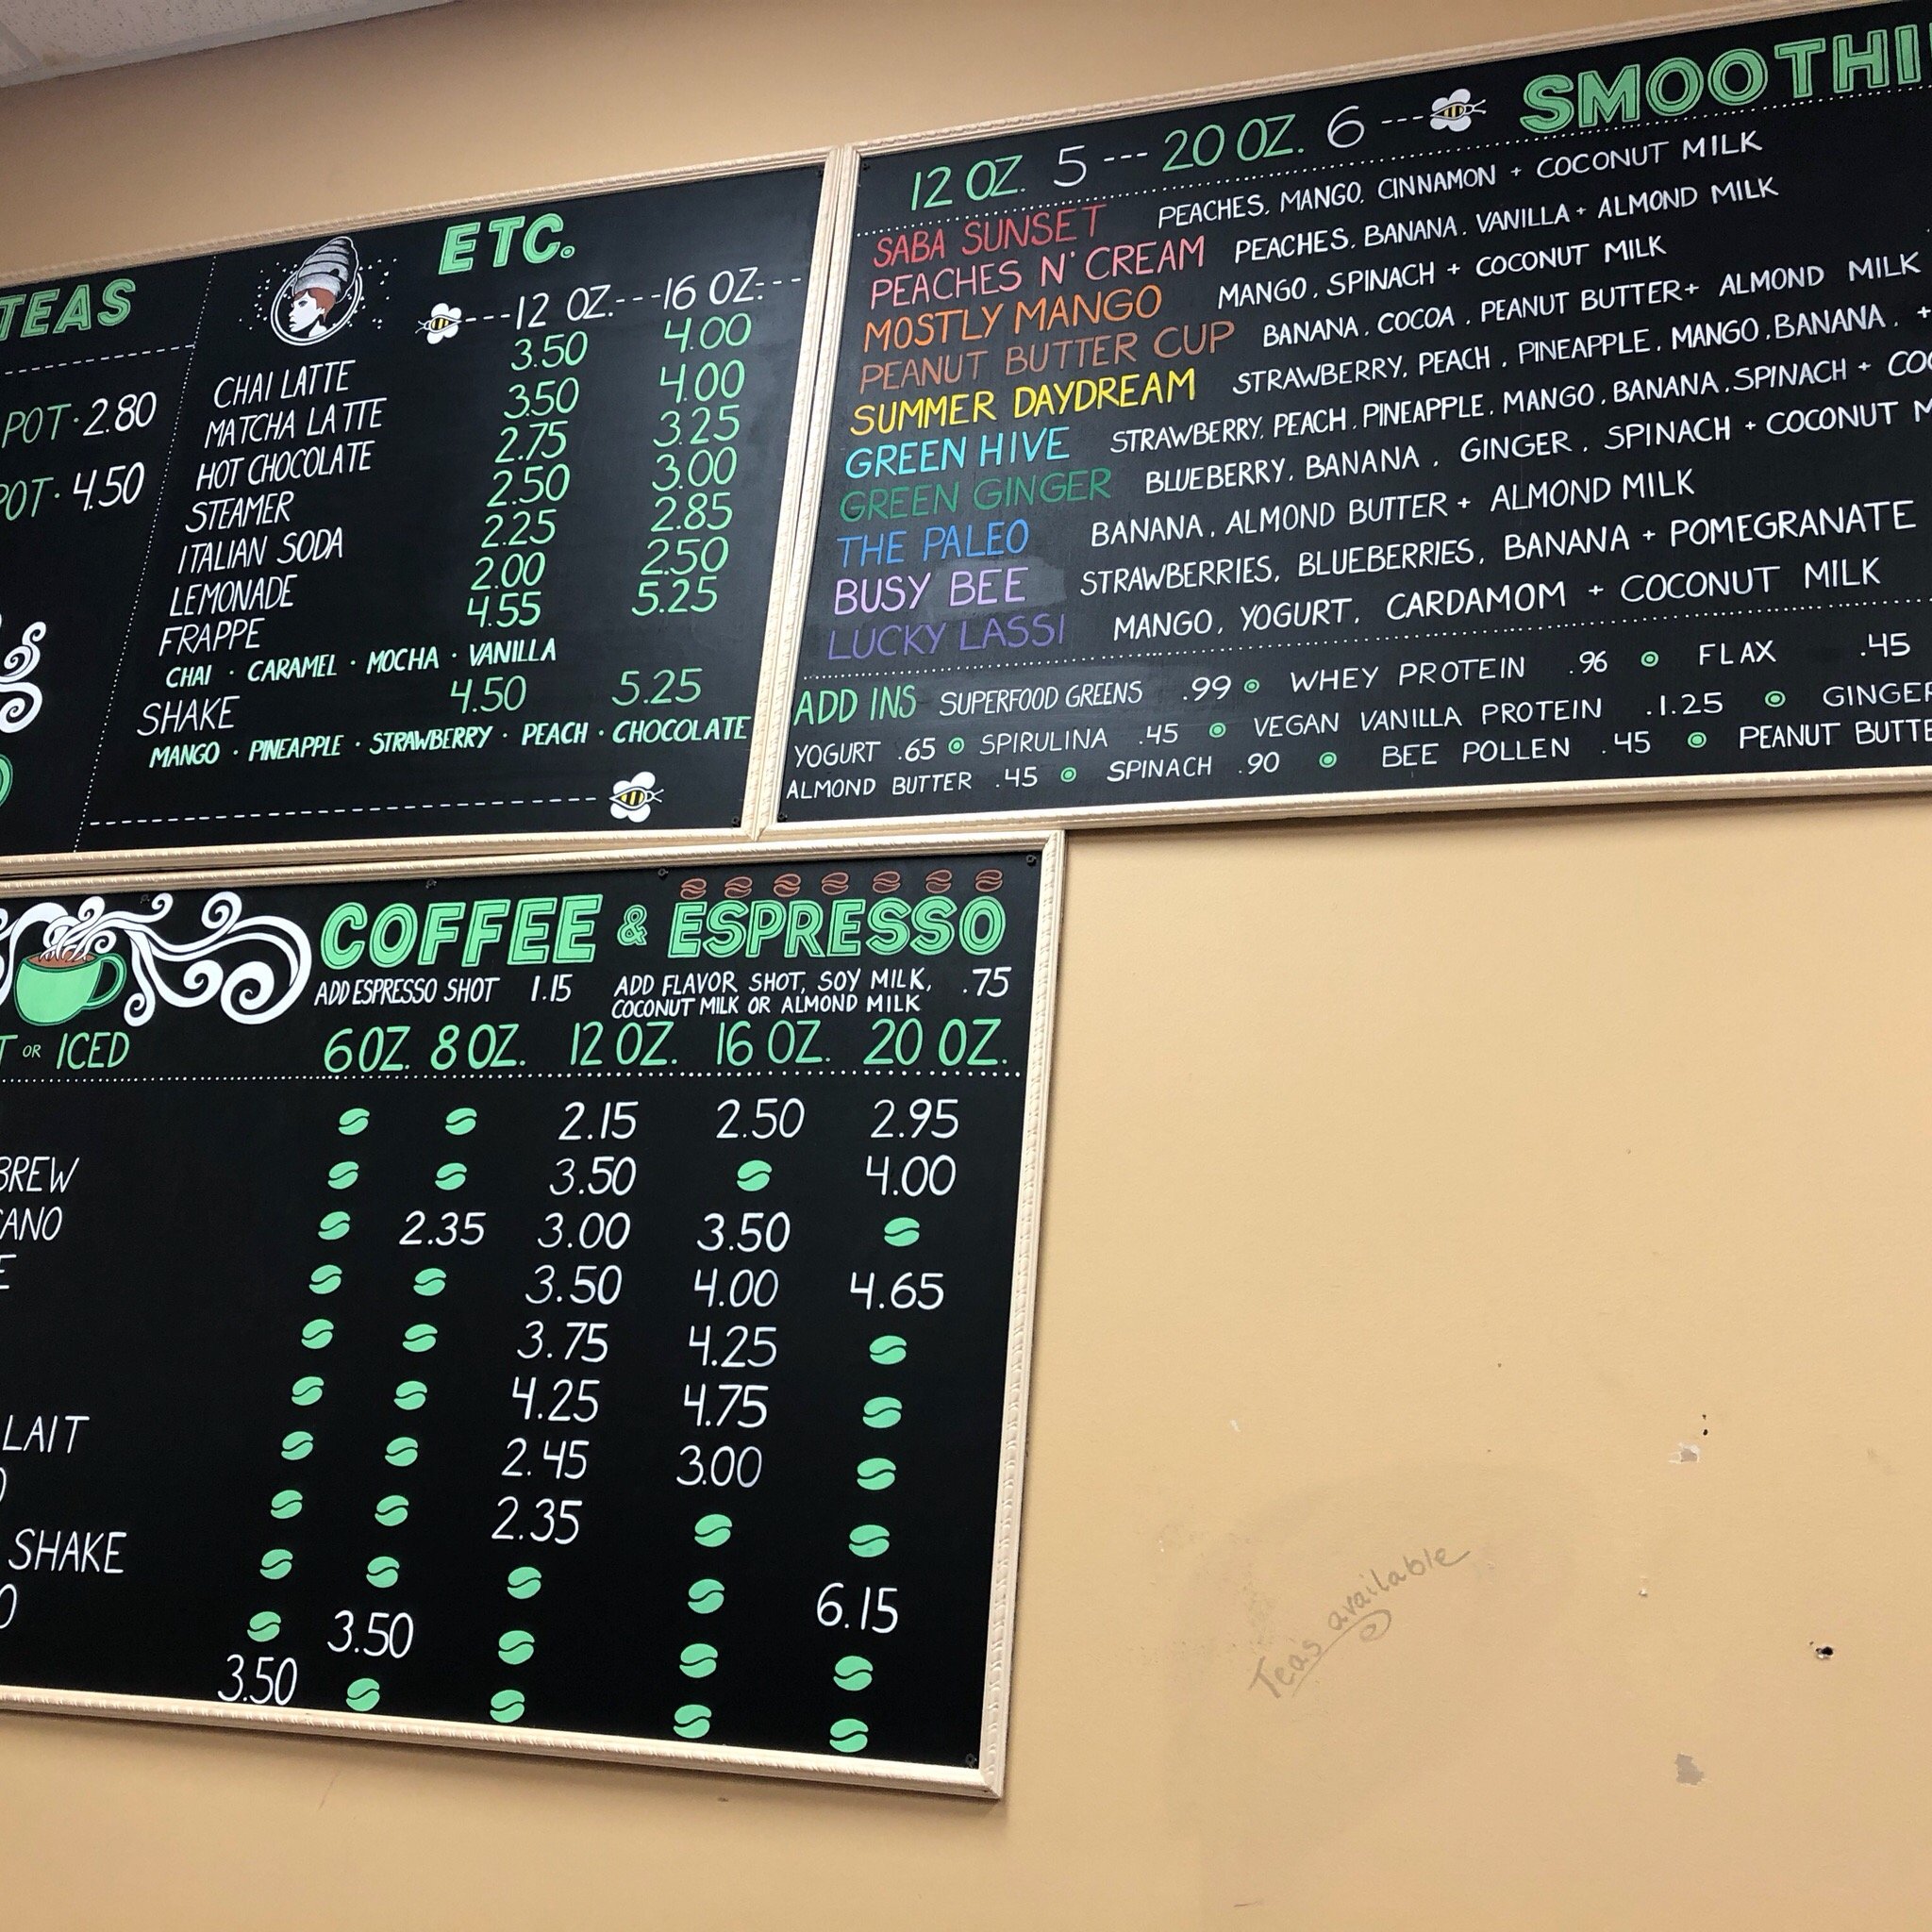 TEAS
POT · 2.80
POT · 4.50
ETC.
12 OZ. --- 16 OZ. ---
CHAI LATTE 3.50 4.00
MATCHA LATTE 3.50 4.00
HOT CHOCOLATE 2.75 3.25
STEAMER 2.50 3.00
ITALIAN SODA 2.25 2.85
LEMONADE 2.00 2.50
FRAPPE 4.55 5.25
CHAI · CARAMEL · MOCHA · VANILLA
SHAKE 4.50 5.25
MANGO · PINEAPPLE · STRAWBERRY · PEACH · CHOCOLATE
12 OZ. 5 --- 20 OZ. 6 --- SMOOTHI
SABA SUNSET PEACHES, MANGO, CINNAMON + COCONUT MILK
PEACHES N' CREAM PEACHES, BANANA, VANILLA + ALMOND MILK
MOSTLY MANGO MANGO, SPINACH + COCONUT MILK
PEANUT BUTTER CUP BANANA, COCOA, PEANUT BUTTER + ALMOND MILK
SUMMER DAYDREAM STRAWBERRY, PEACH, PINEAPPLE, MANGO, BANANA, +
GREEN HIVE STRAWBERRY, PEACH, PINEAPPLE, MANGO, BANANA, SPINACH + CO
GREEN GINGER BLUEBERRY, BANANA, GINGER, SPINACH + COCONUT M
THE PALEO BANANA, ALMOND BUTTER + ALMOND MILK
BUSY BEE STRAWBERRIES, BLUEBERRIES, BANANA + POMEGRANATE
LUCKY LASSI MANGO, YOGURT, CARDAMOM + COCONUT MILK
ADD INS SUPERFOOD GREENS .99 WHEY PROTEIN .96 FLAX .45
YOGURT .65 SPIRULINA .45 VEGAN VANILLA PROTEIN .1.25 GINGER
ALMOND BUTTER .45 SPINACH .90 BEE POLLEN .45 PEANUT BUTTE
COFFEE & ESPRESSO
ADD ESPRESSO SHOT 1.15 ADD FLAVOR SHOT, SOY MILK, .75
COCONUT MILK OR ALMOND MILK
T OR ICED 6 OZ. 8 OZ. 12 OZ. 16 OZ. 20 OZ.
2.15 2.50 2.95
BREW 3.50 4.00
CANO 2.35 3.00 3.50
E 3.50 4.00 4.65
3.75 4.25
4.25 4.75
LAIT 2.45 3.00
O 2.35
SHAKE 6.15
O 3.50
3.50
Teas available